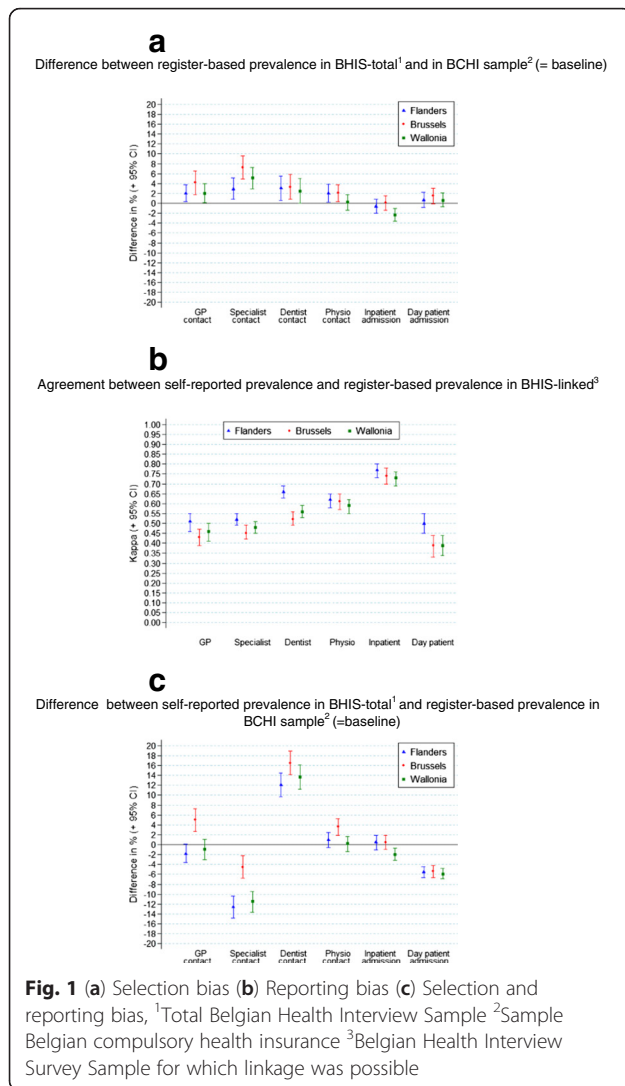 a
Difference between register-based prevalence in BHIS-total¹ and in BCHI sample² (= baseline)
Flanders
Brussels
Wallonia
Difference in % (+ 95% CI)
20
18
16
14
12
10
8
6
4
2
0
-2
-4
-6
-8
-10
-12
-14
-16
-18
-20
GP contact
Specialist contact
Dentist contact
Physio contact
Inpatient admission
Day patient admission
b
Agreement between self-reported prevalence and register-based prevalence in BHIS-linked³
Flanders Brussels Wallonia
Kappa (+ 95% CI)
1.00
0.95
0.90
0.85
0.80
0.75
0.70
0.65
0.60
0.55
0.50
0.45
0.40
0.35
0.30
0.25
0.20
0.15
0.10
0.05
0.00
GP Specialist Dentist Physio Inpatient Day patient
c
Difference between self-reported prevalence in BHIS-total¹ and register-based prevalence in
BCHI sample² (=baseline)
Flanders
Brussels
Wallonia
Difference in % (+ 95% CI)
20
18
16
14
12
10
8
6
4
2
0
-2
-4
-6
-8
-10
-12
-14
-16
-18
-20
GP contact
Specialist contact
Dentist contact
Physio contact
Inpatient admission
Day patient admission
Fig. 1 (a) Selection bias (b) Reporting bias (c) Selection and
reporting bias, ¹Total Belgian Health Interview Sample ²Sample
Belgian compulsory health insurance ³Belgian Health Interview
Survey Sample for which linkage was possible